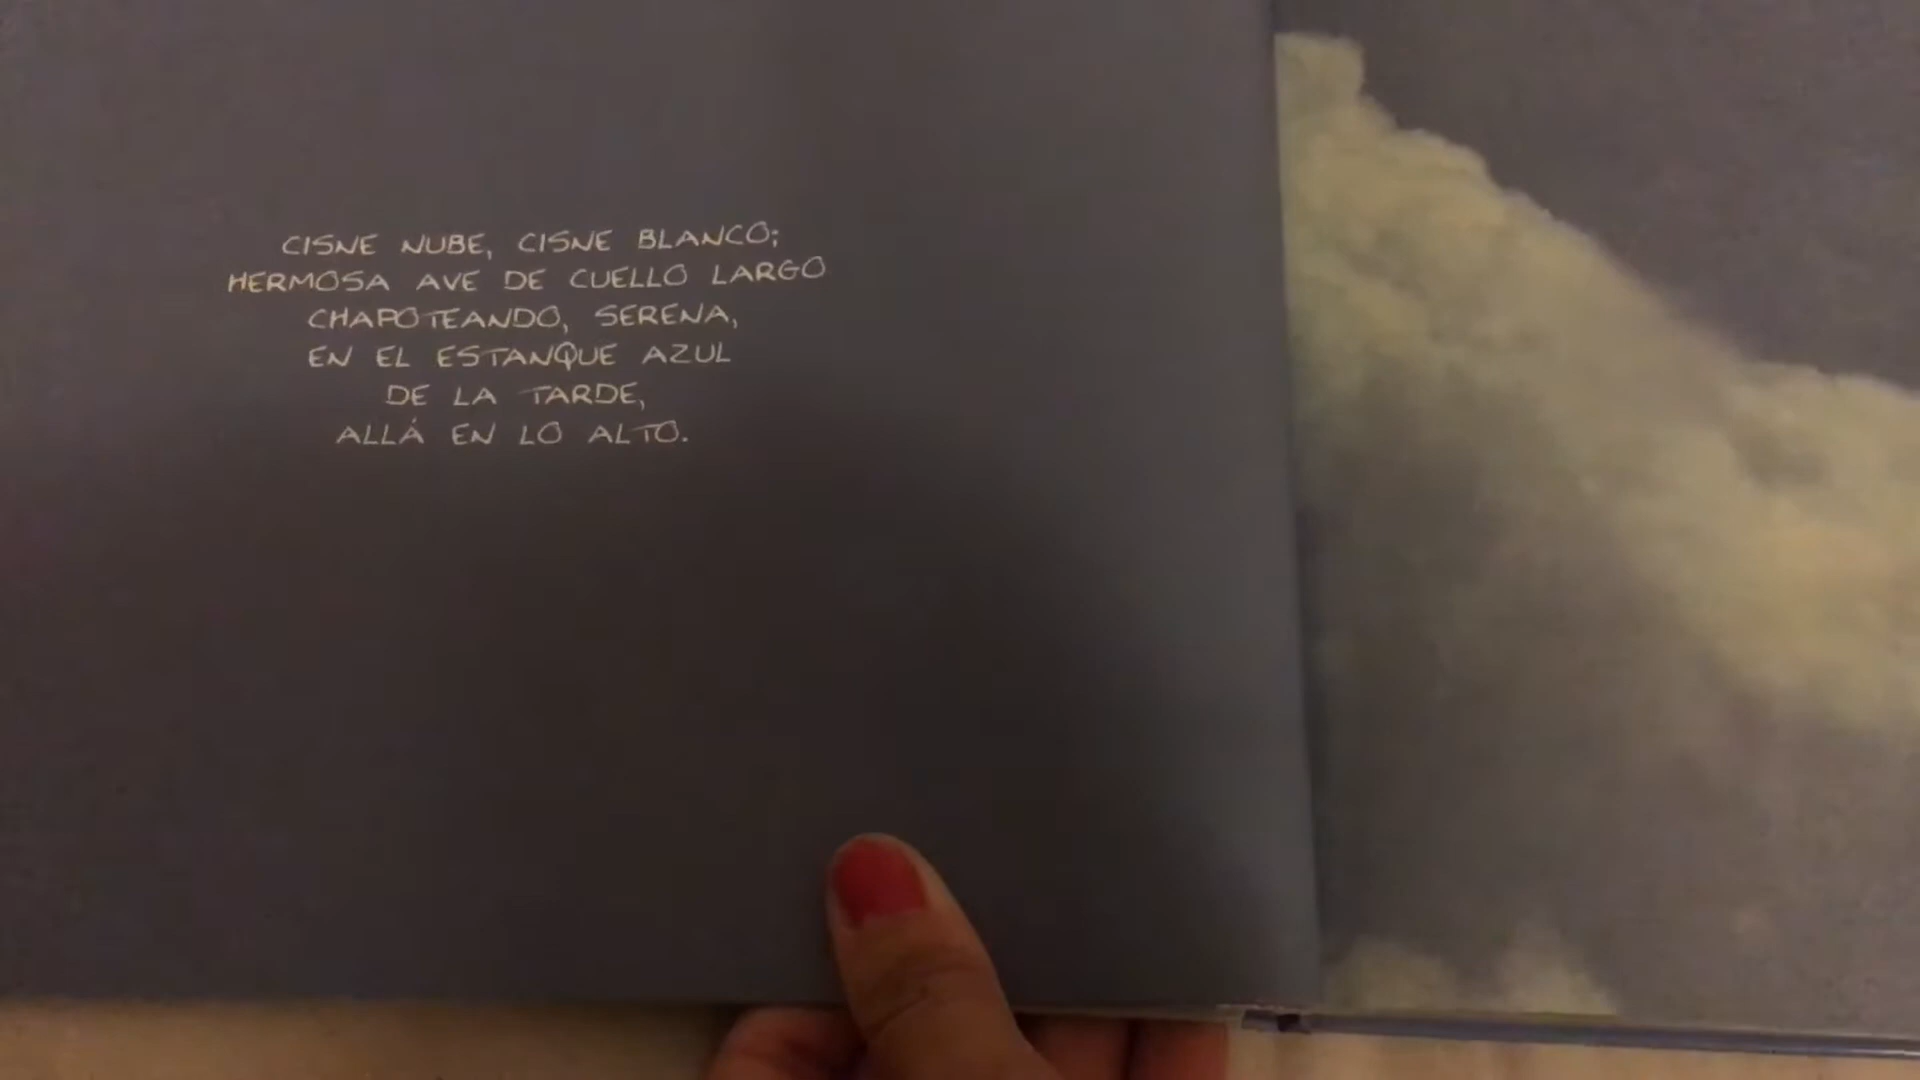 CISNE NUBE, CISNE BLANCO;
HERMOSA AVE DE CUELLO LARGO
CHAPOTEANDO, SERENA,
EN EL ESTANQUE AZUL
DE LA TARDE,
ALLÁ EN LO ALTO.